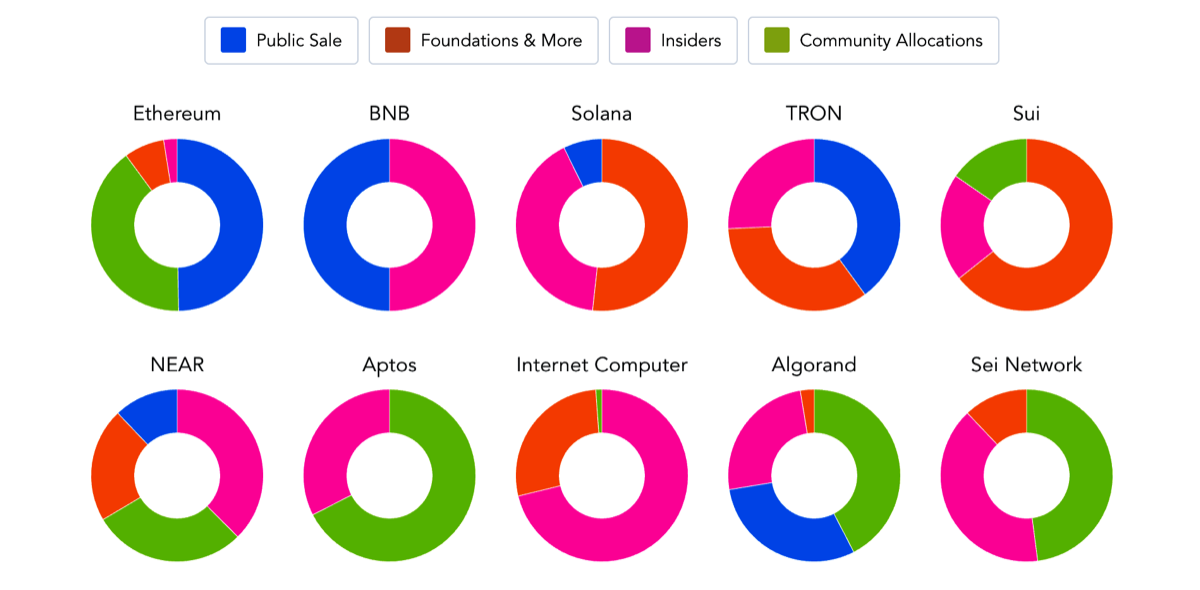 Public Sale
Foundations & More
Insiders
Community Allocations
Ethereum
BNB
Solana
TRON
Sui
NEAR
Aptos
Internet Computer
Algorand
Sei Network